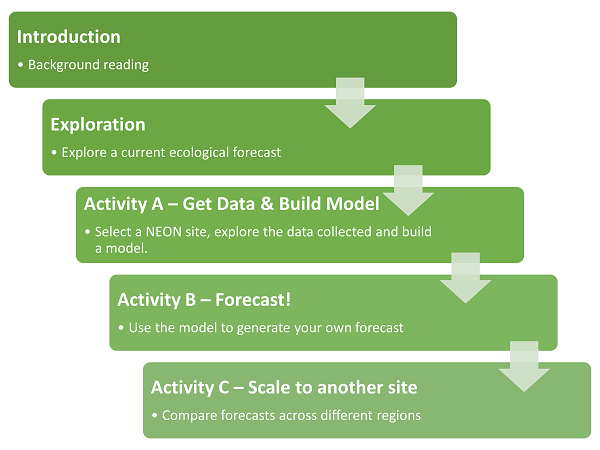 Introduction
• Background reading
Exploration
• Explore a current ecological forecast
Activity A – Get Data & Build Model
• Select a NEON site, explore the data collected and build
a model.
Activity B – Forecast!
• Use the model to generate your own forecast
Activity C – Scale to another site
• Compare forecasts across different regions